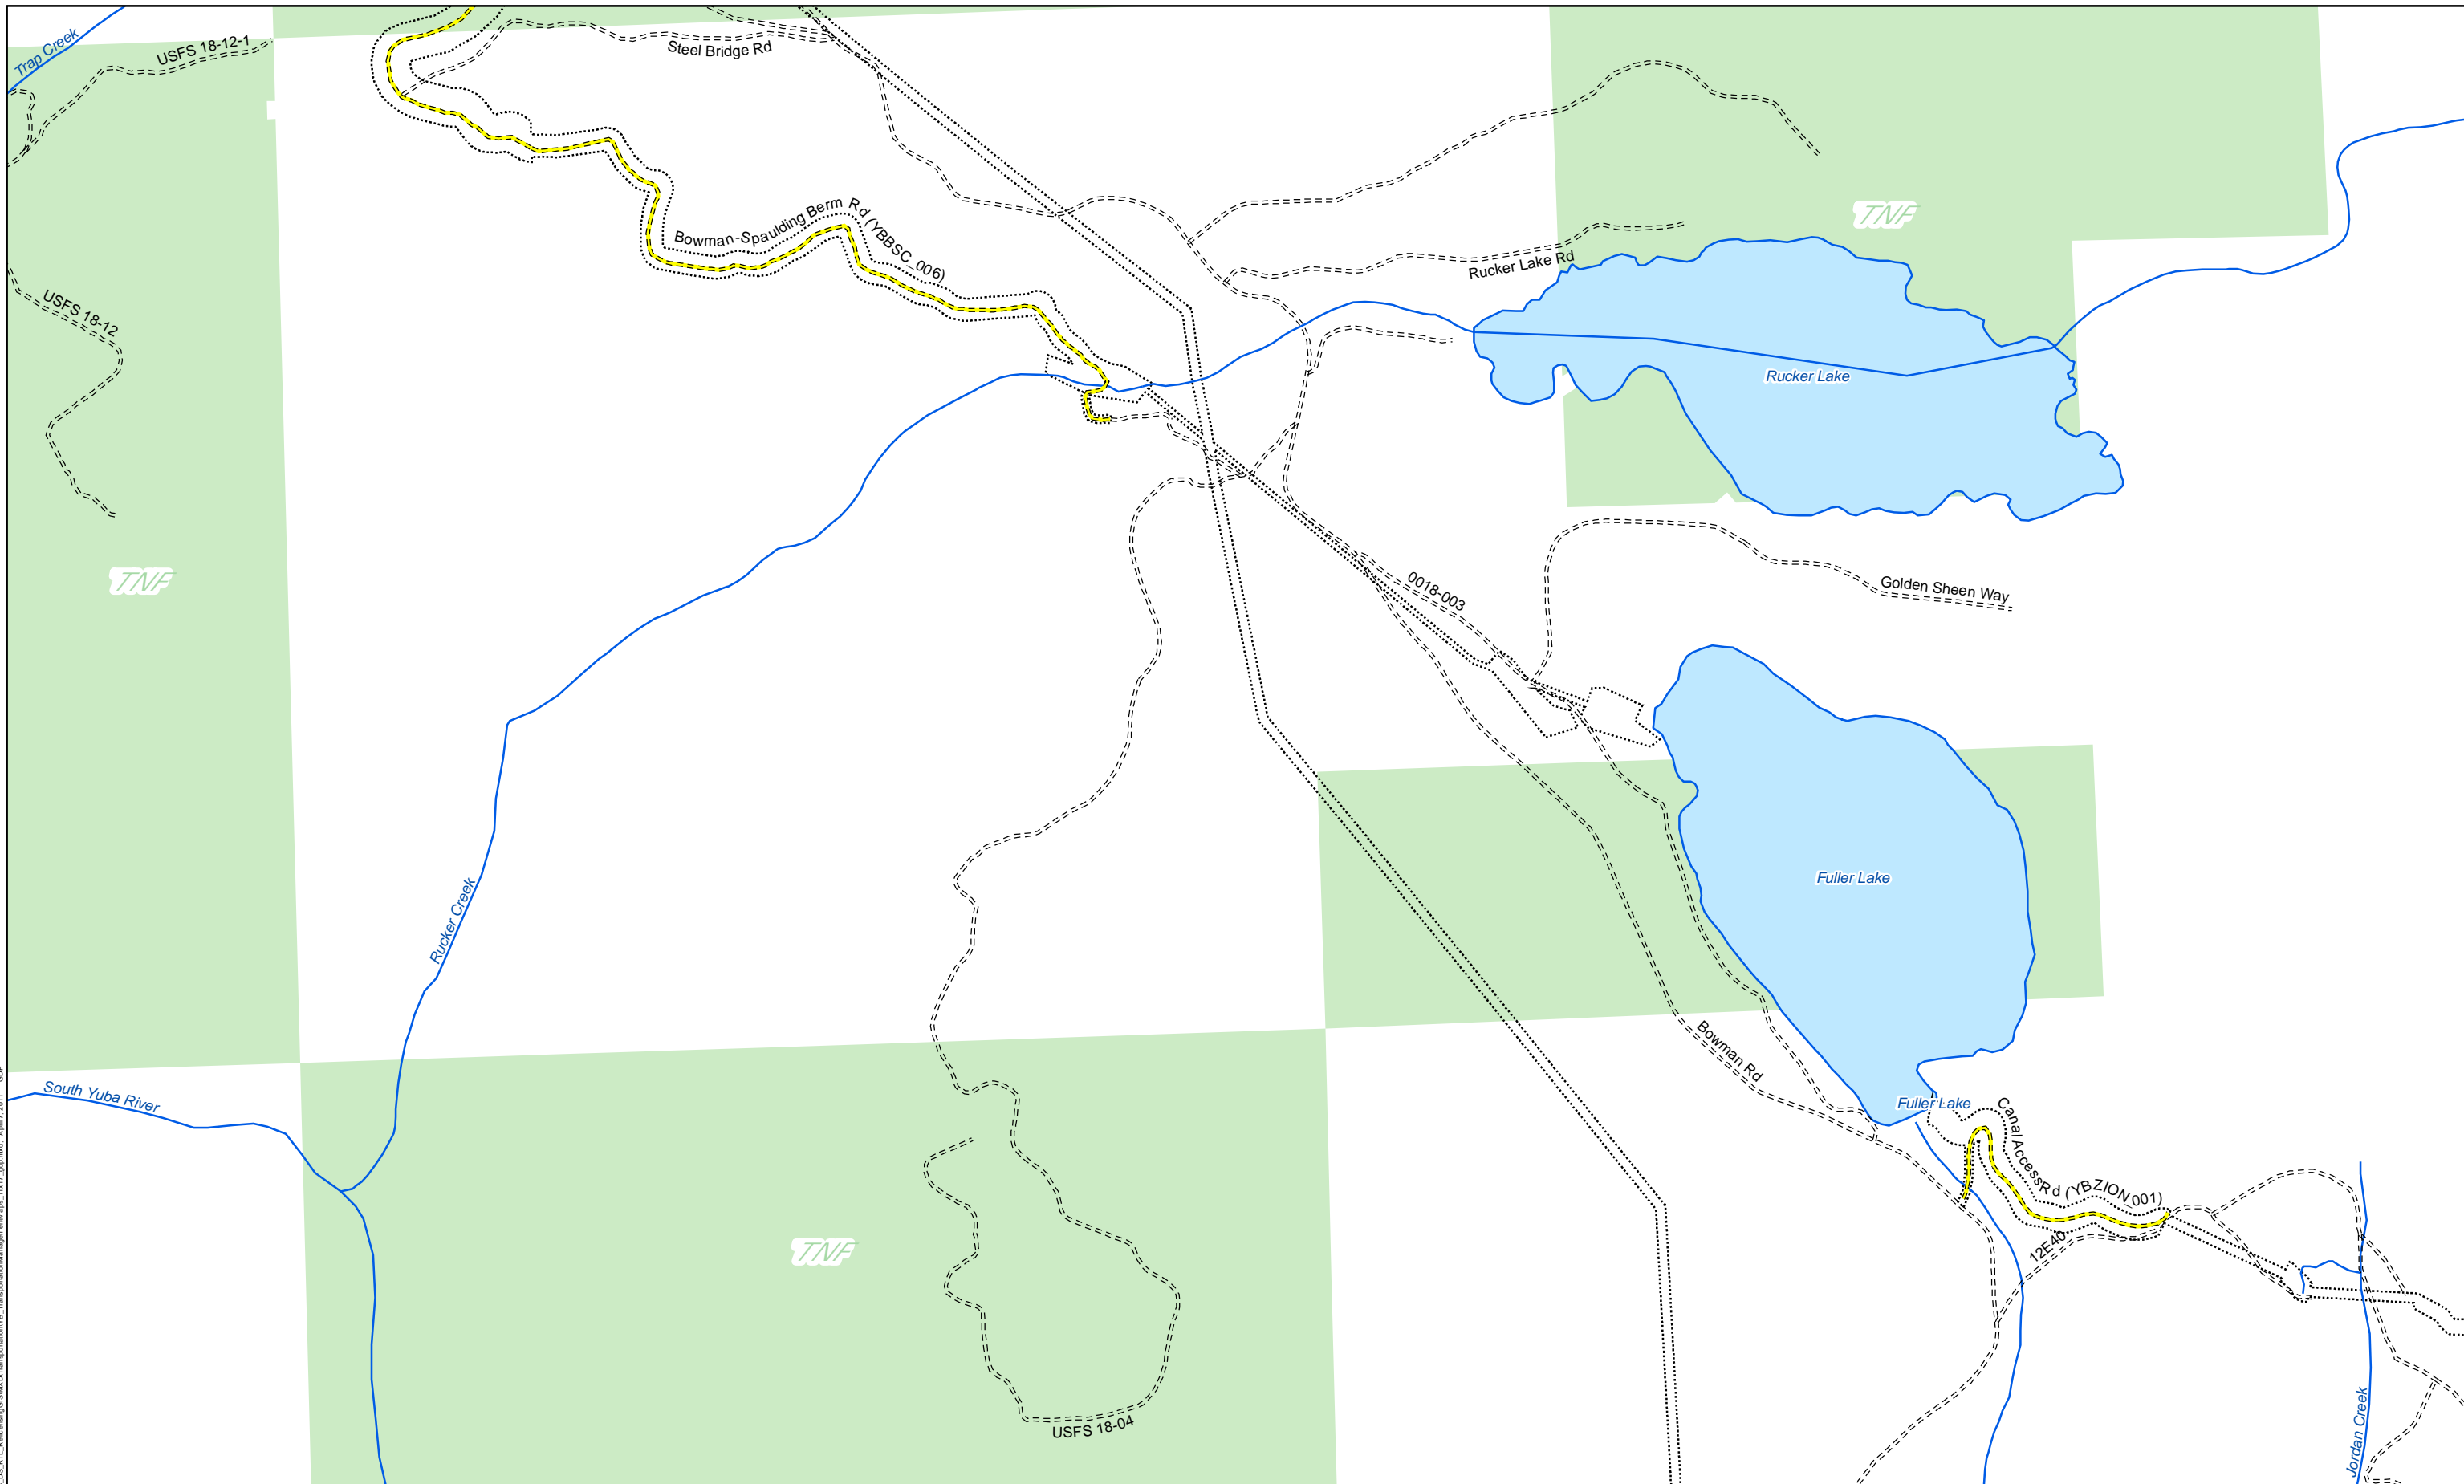 Trap Creek
USFS 18-12-1
Steel Bridge Rd
TNF
Bowman-Spaulding Berm Rd (YBBSC_006)
Rucker Lake Rd
USFS 18-12
Rucker Lake
TNF
0018-003
Golden Sheen Way
Fuller Lake
Rucker Creek
Bowman Rd
South Yuba River
Fuller Lake
Canal Access Rd (YBZION_001)
12E40
TNF
USFS 18-04
Jordan Creek